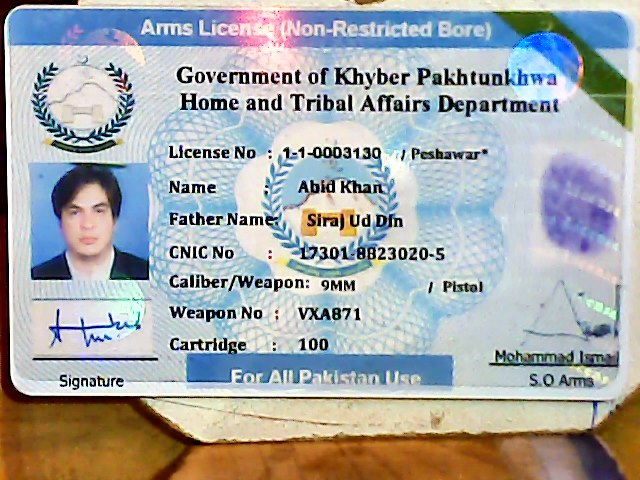 Arms License (Non-Restricted Bore)
Government of Khyber Pakhtunkhwa
Home and Tribal Affairs Department
License No : 1-1-0003130 / Peshawar*
Name : Abid Khan
Father Name: Siraj Ud Din
CNIC No : 17301-8823020-5
Caliber/Weapon: 9MM / Pistol
Weapon No : VXA871
Cartridge : 100
For All Pakistan Use
Signature
Mohammad Ismail
S.O Arms